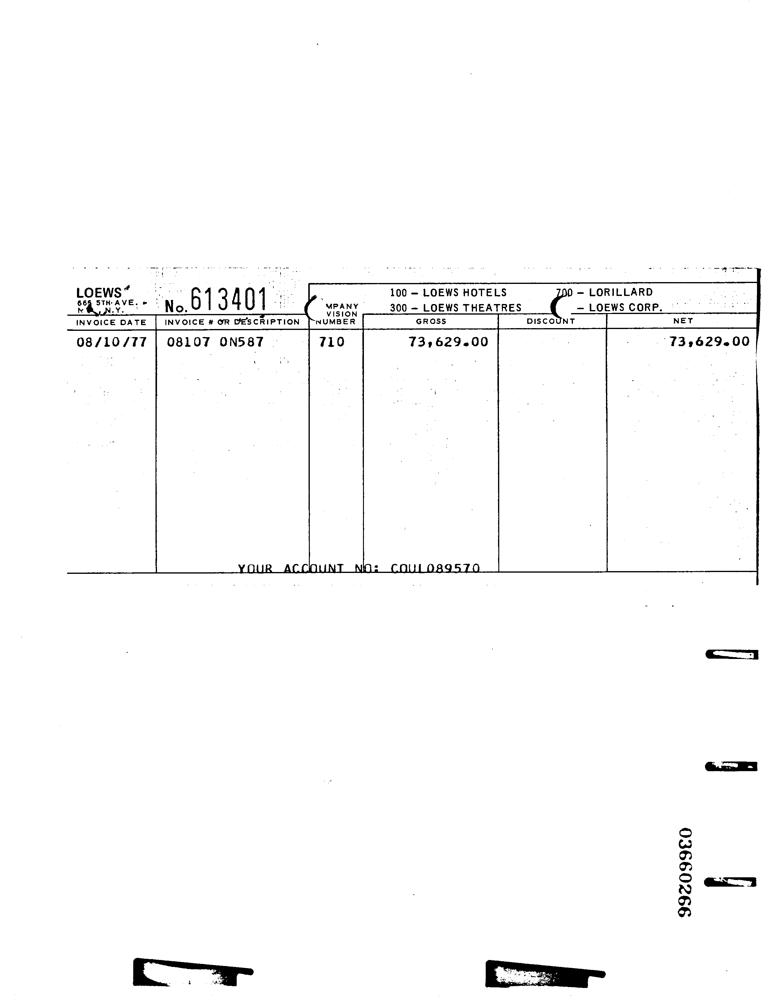 LOEWS
666 5TH AVE.
N.Y., N.Y.
No. 613401
MPANY
VISION
NUMBER
100 – LOEWS HOTELS
700 – LORILLARD
300 – LOEWS THEATRES
– LOEWS CORP.
INVOICE DATE
INVOICE # OR DESCRIPTION
GROSS
DISCOUNT
NET
08/10/77 08107 0N587 710 73,629.00 73,629.00
YOUR ACCOUNT NO: COUL089570
03660266